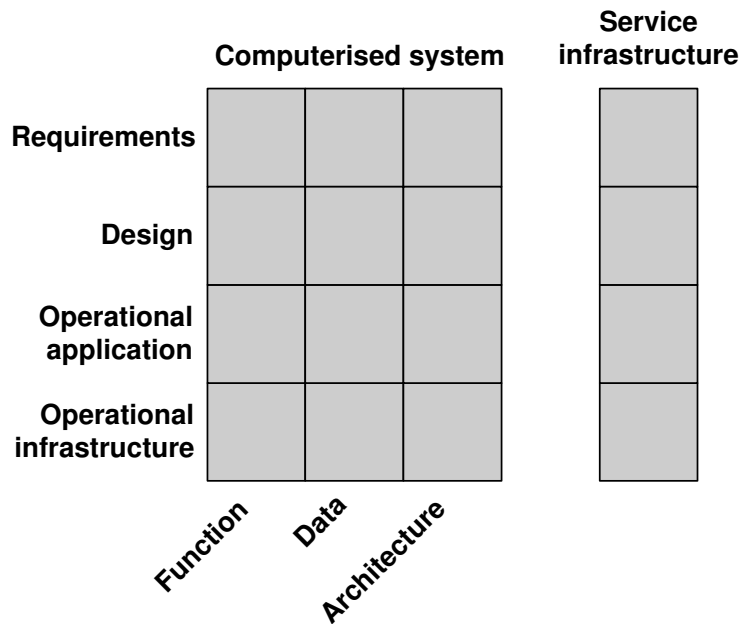 Service
infrastructure
Computerised system
Requirements
Design
Operational
application
Operational
infrastructure
Function
Data
Architecture